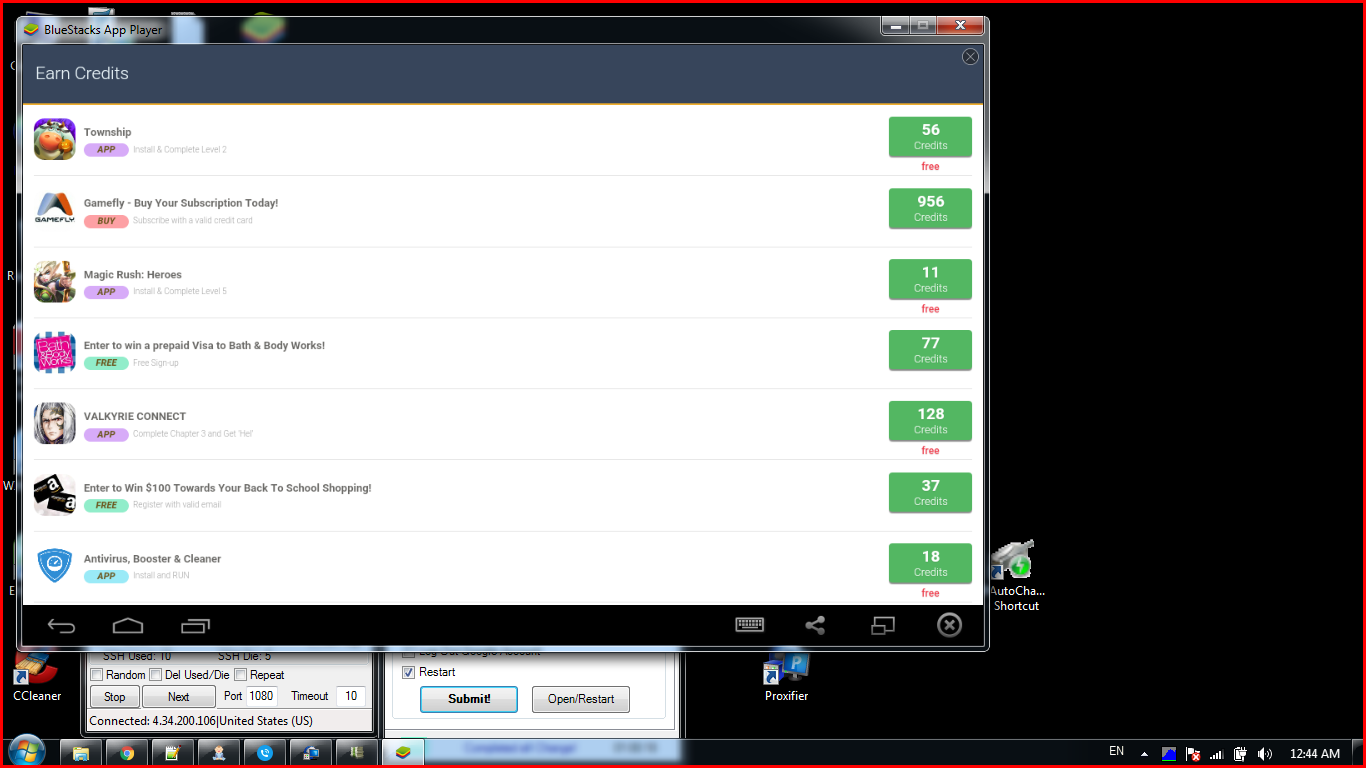 BlueStacks App Player
Earn Credits
Township
APP Install & Complete Level 2
56
Credits
free
GAMEFLY
Gamefly - Buy Your Subscription Today!
BUY Subscribe with a valid credit card
956
Credits
Magic Rush: Heroes
APP Install & Complete Level 5
11
Credits
free
Bath
& Body
Works
Enter to win a prepaid Visa to Bath & Body Works!
FREE Free Sign-up
77
Credits
VALKYRIE CONNECT
APP Complete Chapter 3 and Get 'Hel'
128
Credits
free
a
a
Enter to Win $100 Towards Your Back To School Shopping!
FREE Register with valid email
37
Credits
Antivirus, Booster & Cleaner
APP Install and RUN
18
Credits
free
C
R
W
E
AutoCha...
Shortcut
CCleaner
Proxifier
SSH Used: 10 SSH Die: 5
Random Del Used/Die Repeat
Stop Next Port 1080 Timeout 10
Connected: 4.34.200.106|United States (US)
Restart
Submit! Open/Restart
EN
12:44 AM